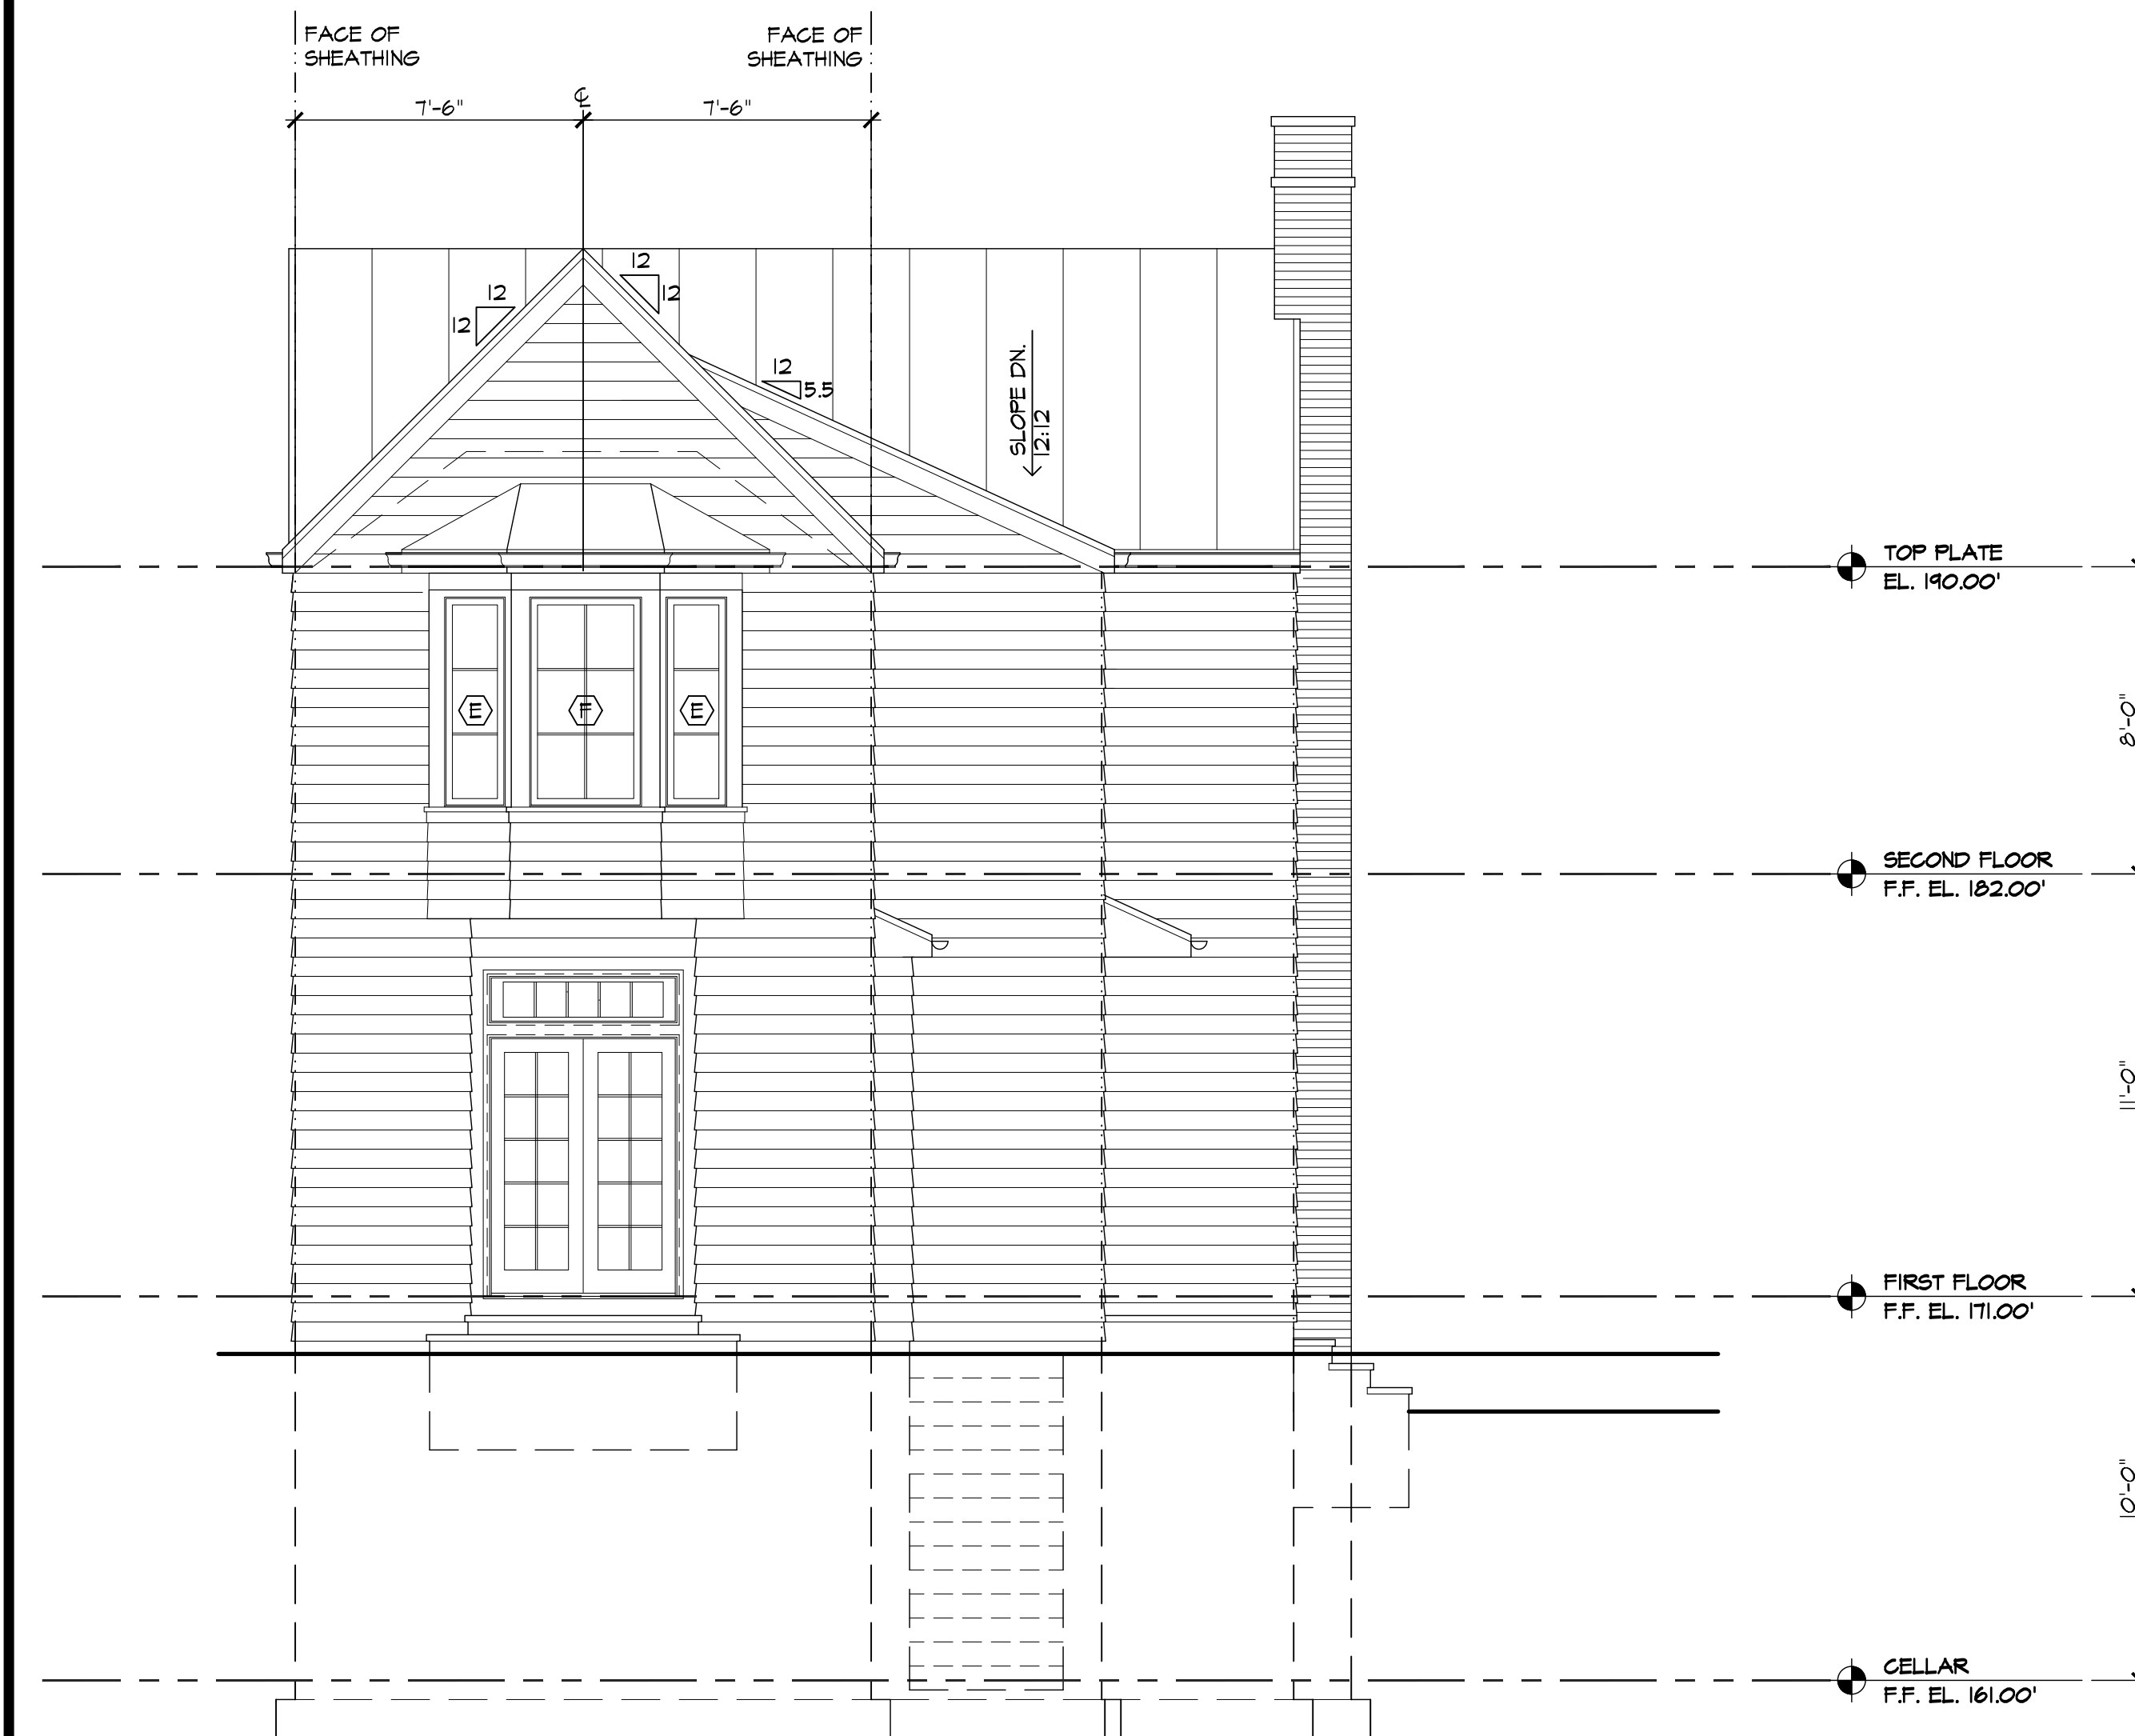 FACE OF
SHEATHING
FACE OF
SHEATHING
7'-6"
℄
7'-6"
12
12
12
12
12
5.5
SLOPE DN.
12:12
TOP PLATE
EL. 190.00'
8'-0"
E
F
E
SECOND FLOOR
F.F. EL. 182.00'
11'-0"
FIRST FLOOR
F.F. EL. 171.00'
10'-0"
CELLAR
F.F. EL. 161.00'